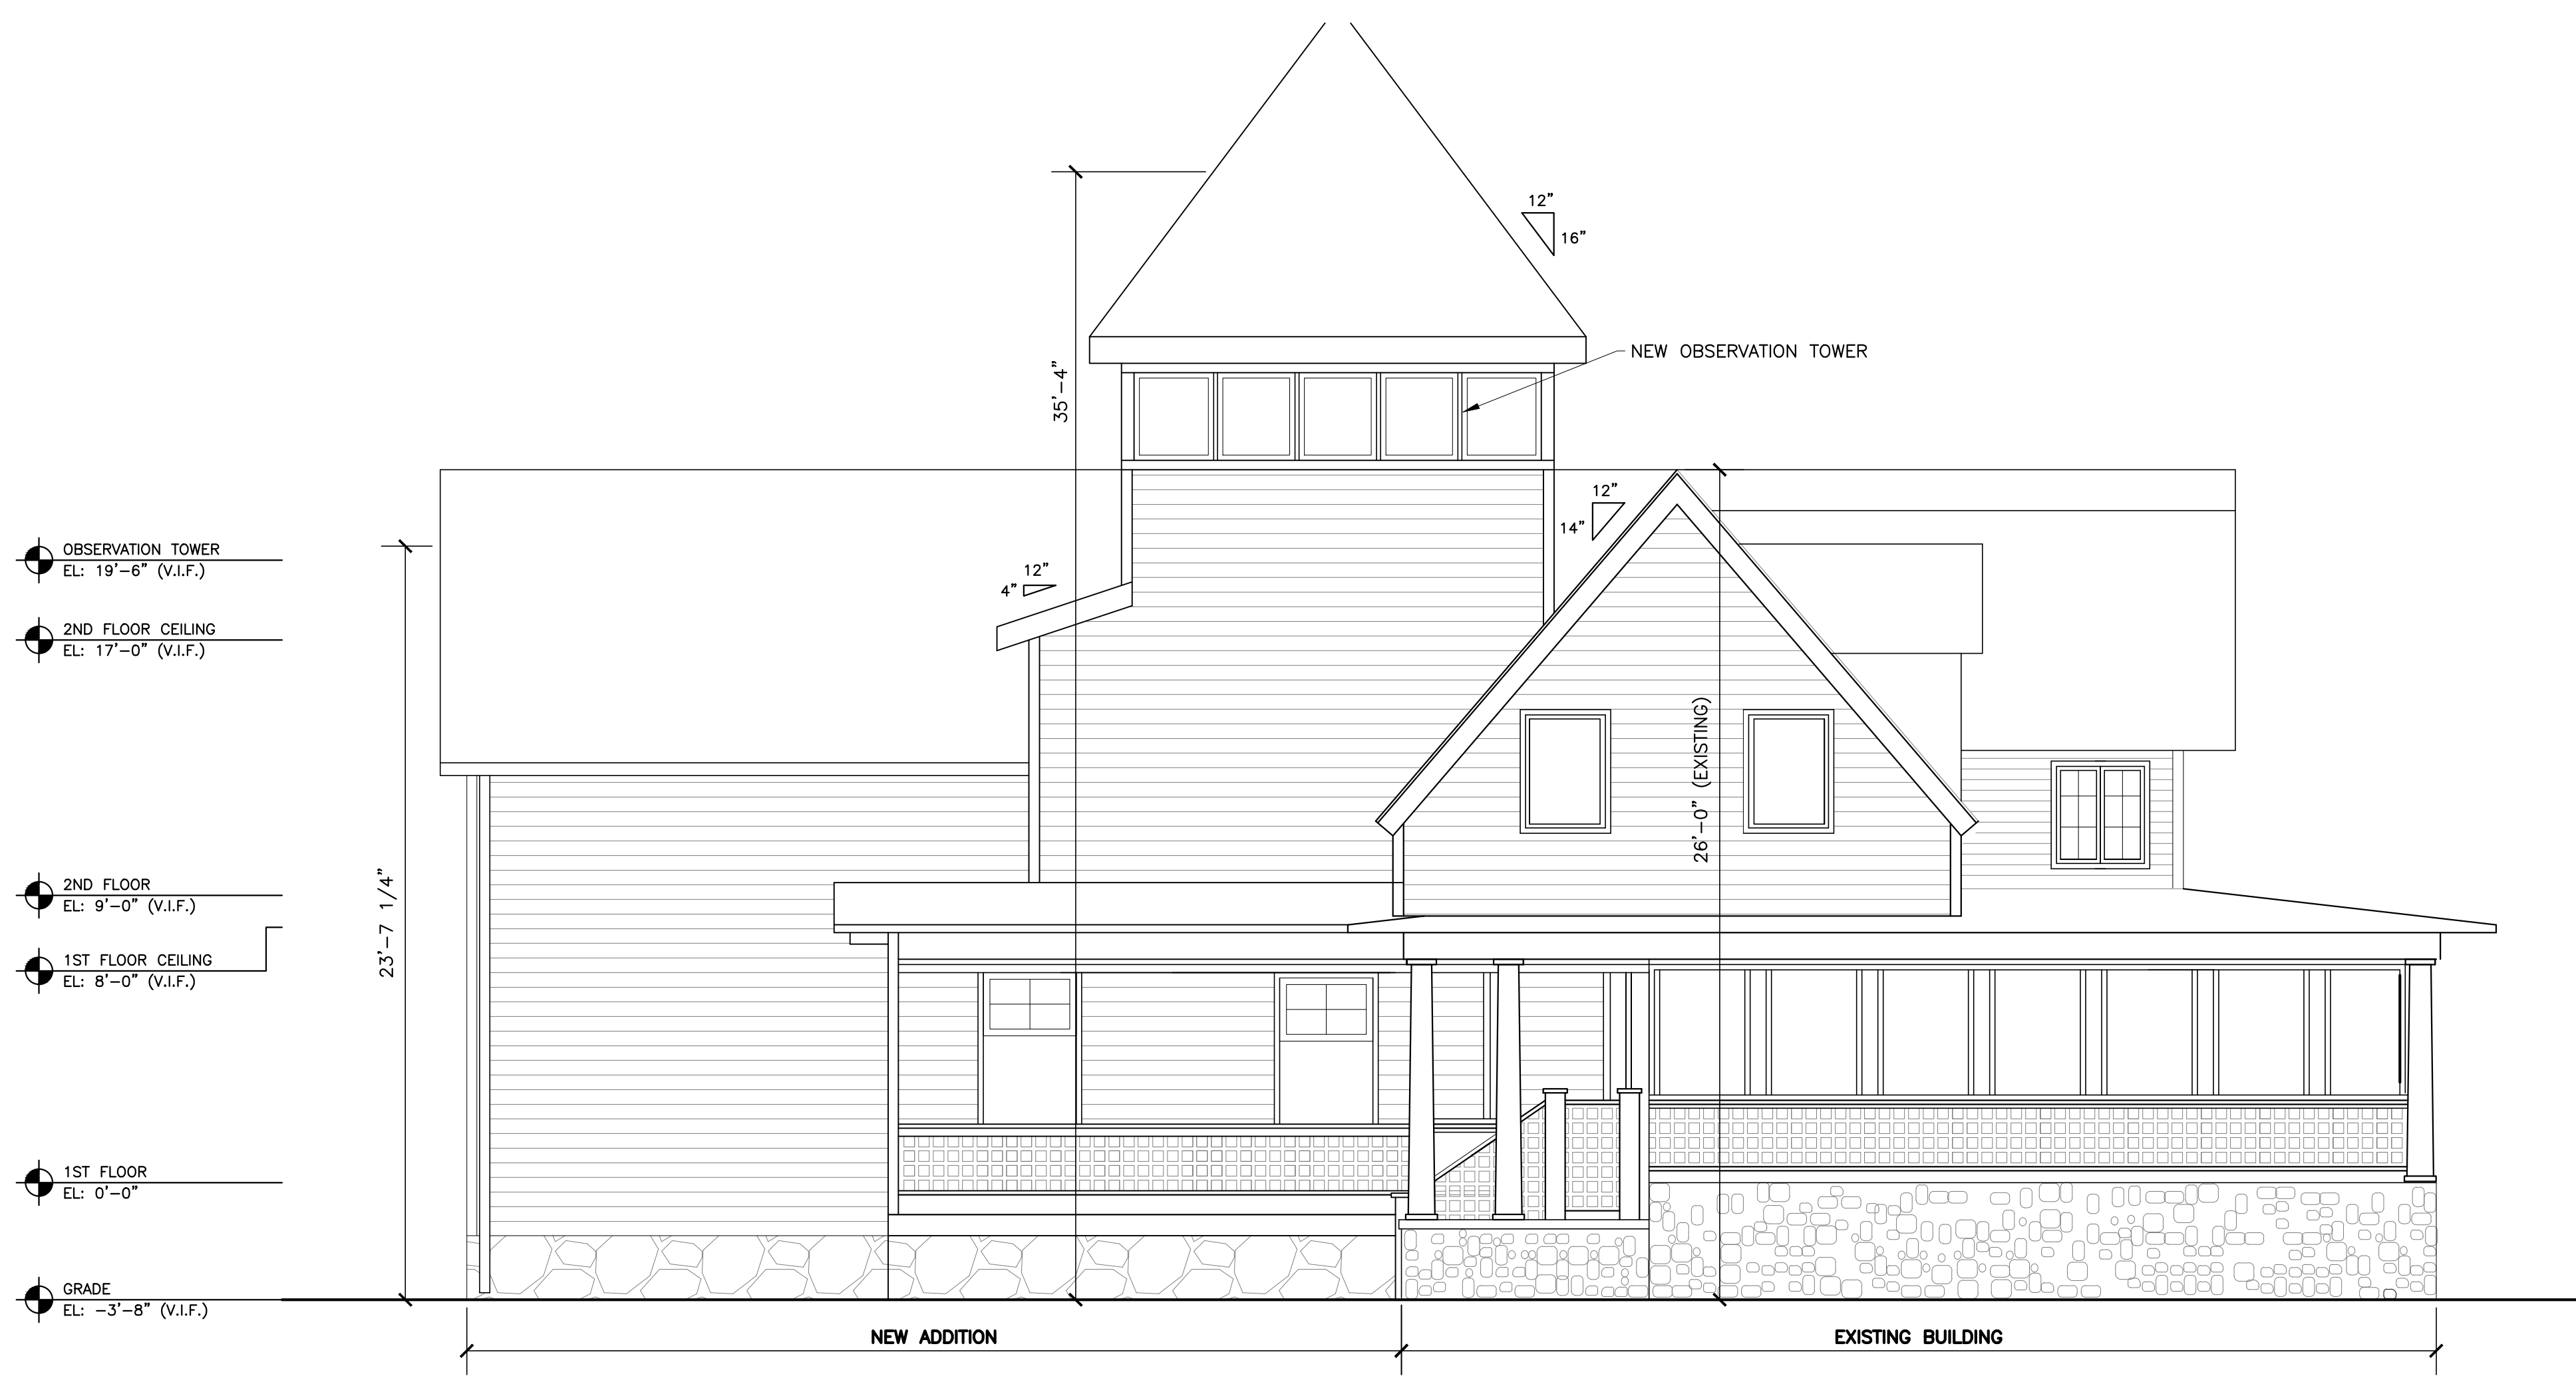 12”
16”
35’-4”
NEW OBSERVATION TOWER
12”
14”
OBSERVATION TOWER
EL: 19’-6” (V.I.F.)
12”
4”
2ND FLOOR CEILING
EL: 17’-0” (V.I.F.)
26’-0” (EXISTING)
23’-7 1/4”
2ND FLOOR
EL: 9’-0” (V.I.F.)
1ST FLOOR CEILING
EL: 8’-0” (V.I.F.)
1ST FLOOR
EL: 0’-0”
GRADE
EL: -3’-8” (V.I.F.)
NEW ADDITION
EXISTING BUILDING